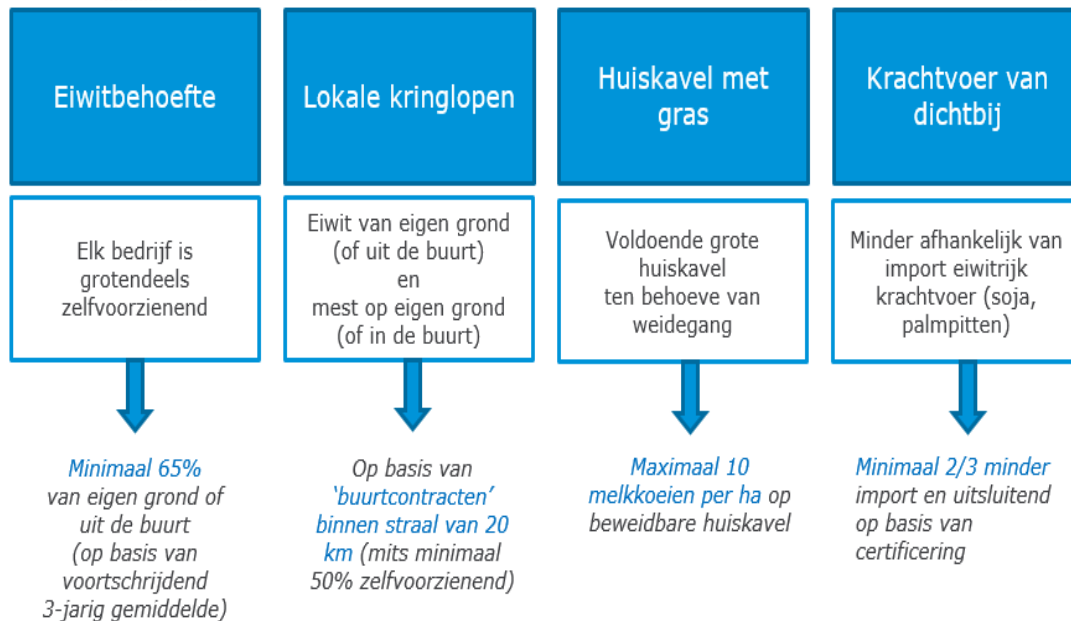 Eiwitbehoefte
Elk bedrijf is
grotendeels
zelfvoorzienend
Minimaal 65%
van eigen grond of
uit de buurt
(op basis van
voortschrijdend
3-jarig gemiddelde)
Lokale kringlopen
Eiwit van eigen grond
(of uit de buurt)
en
mest op eigen grond
(of in de buurt)
Op basis van
‘buurtcontracten’
binnen straal van 20
km (mits minimaal
50% zelfvoorzienend)
Huiskavel met
gras
Voldoende grote
huiskavel
ten behoeve van
weidegang
Maximaal 10
melkkoeien per ha op
beweidbare huiskavel
Krachtvoer van
dichtbij
Minder afhankelijk van
import eiwitrijk
krachtvoer (soja,
palmpitten)
Minimaal 2/3 minder
import en uitsluitend
op basis van
certificering